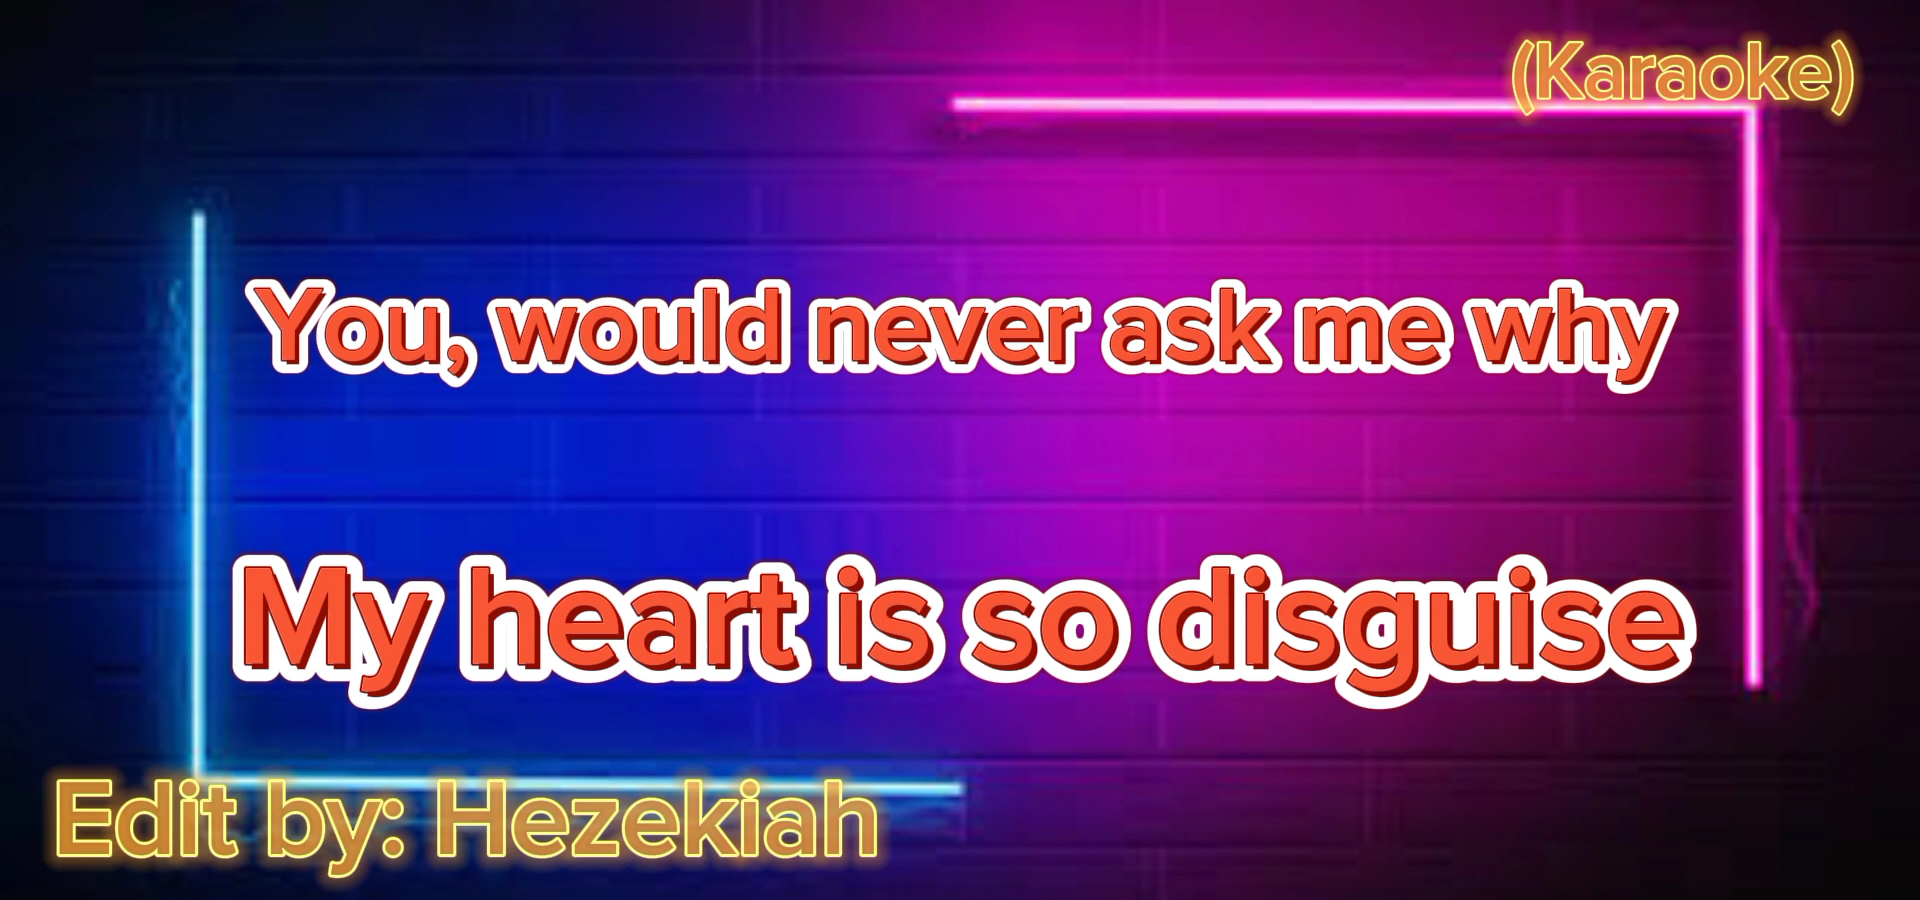 (Karaoke)
You, would never ask me why
My heart is so disguise
Edit by: Hezekiah